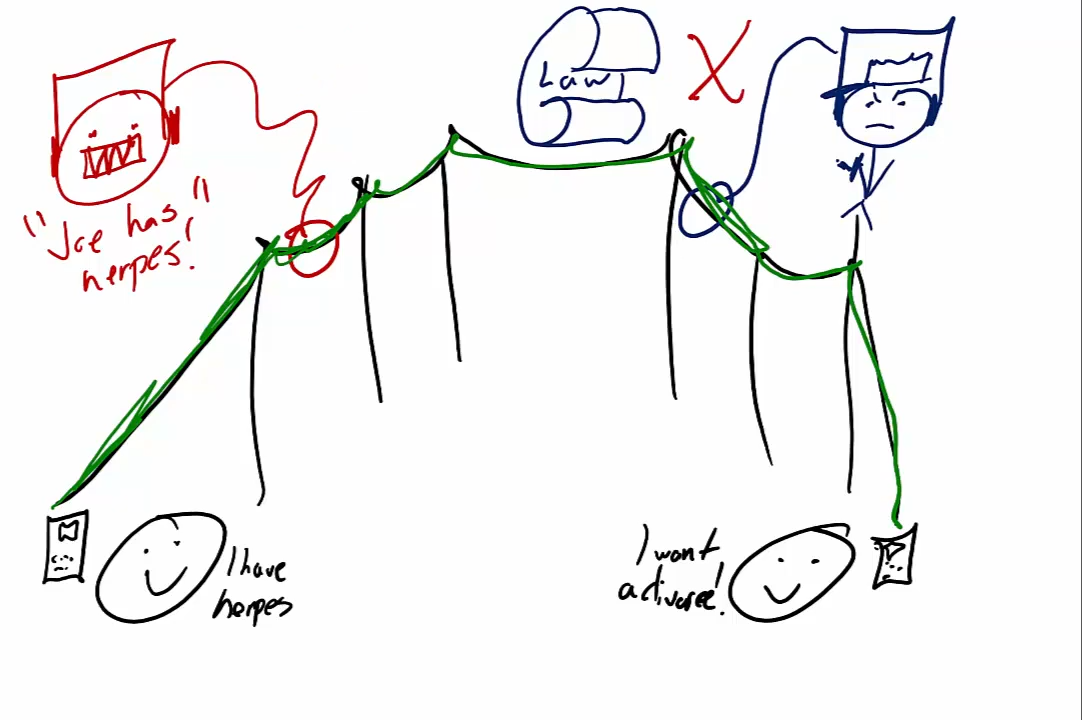 Law
"Joe has"
herpes!
I have
herpes
I want
a divorce!